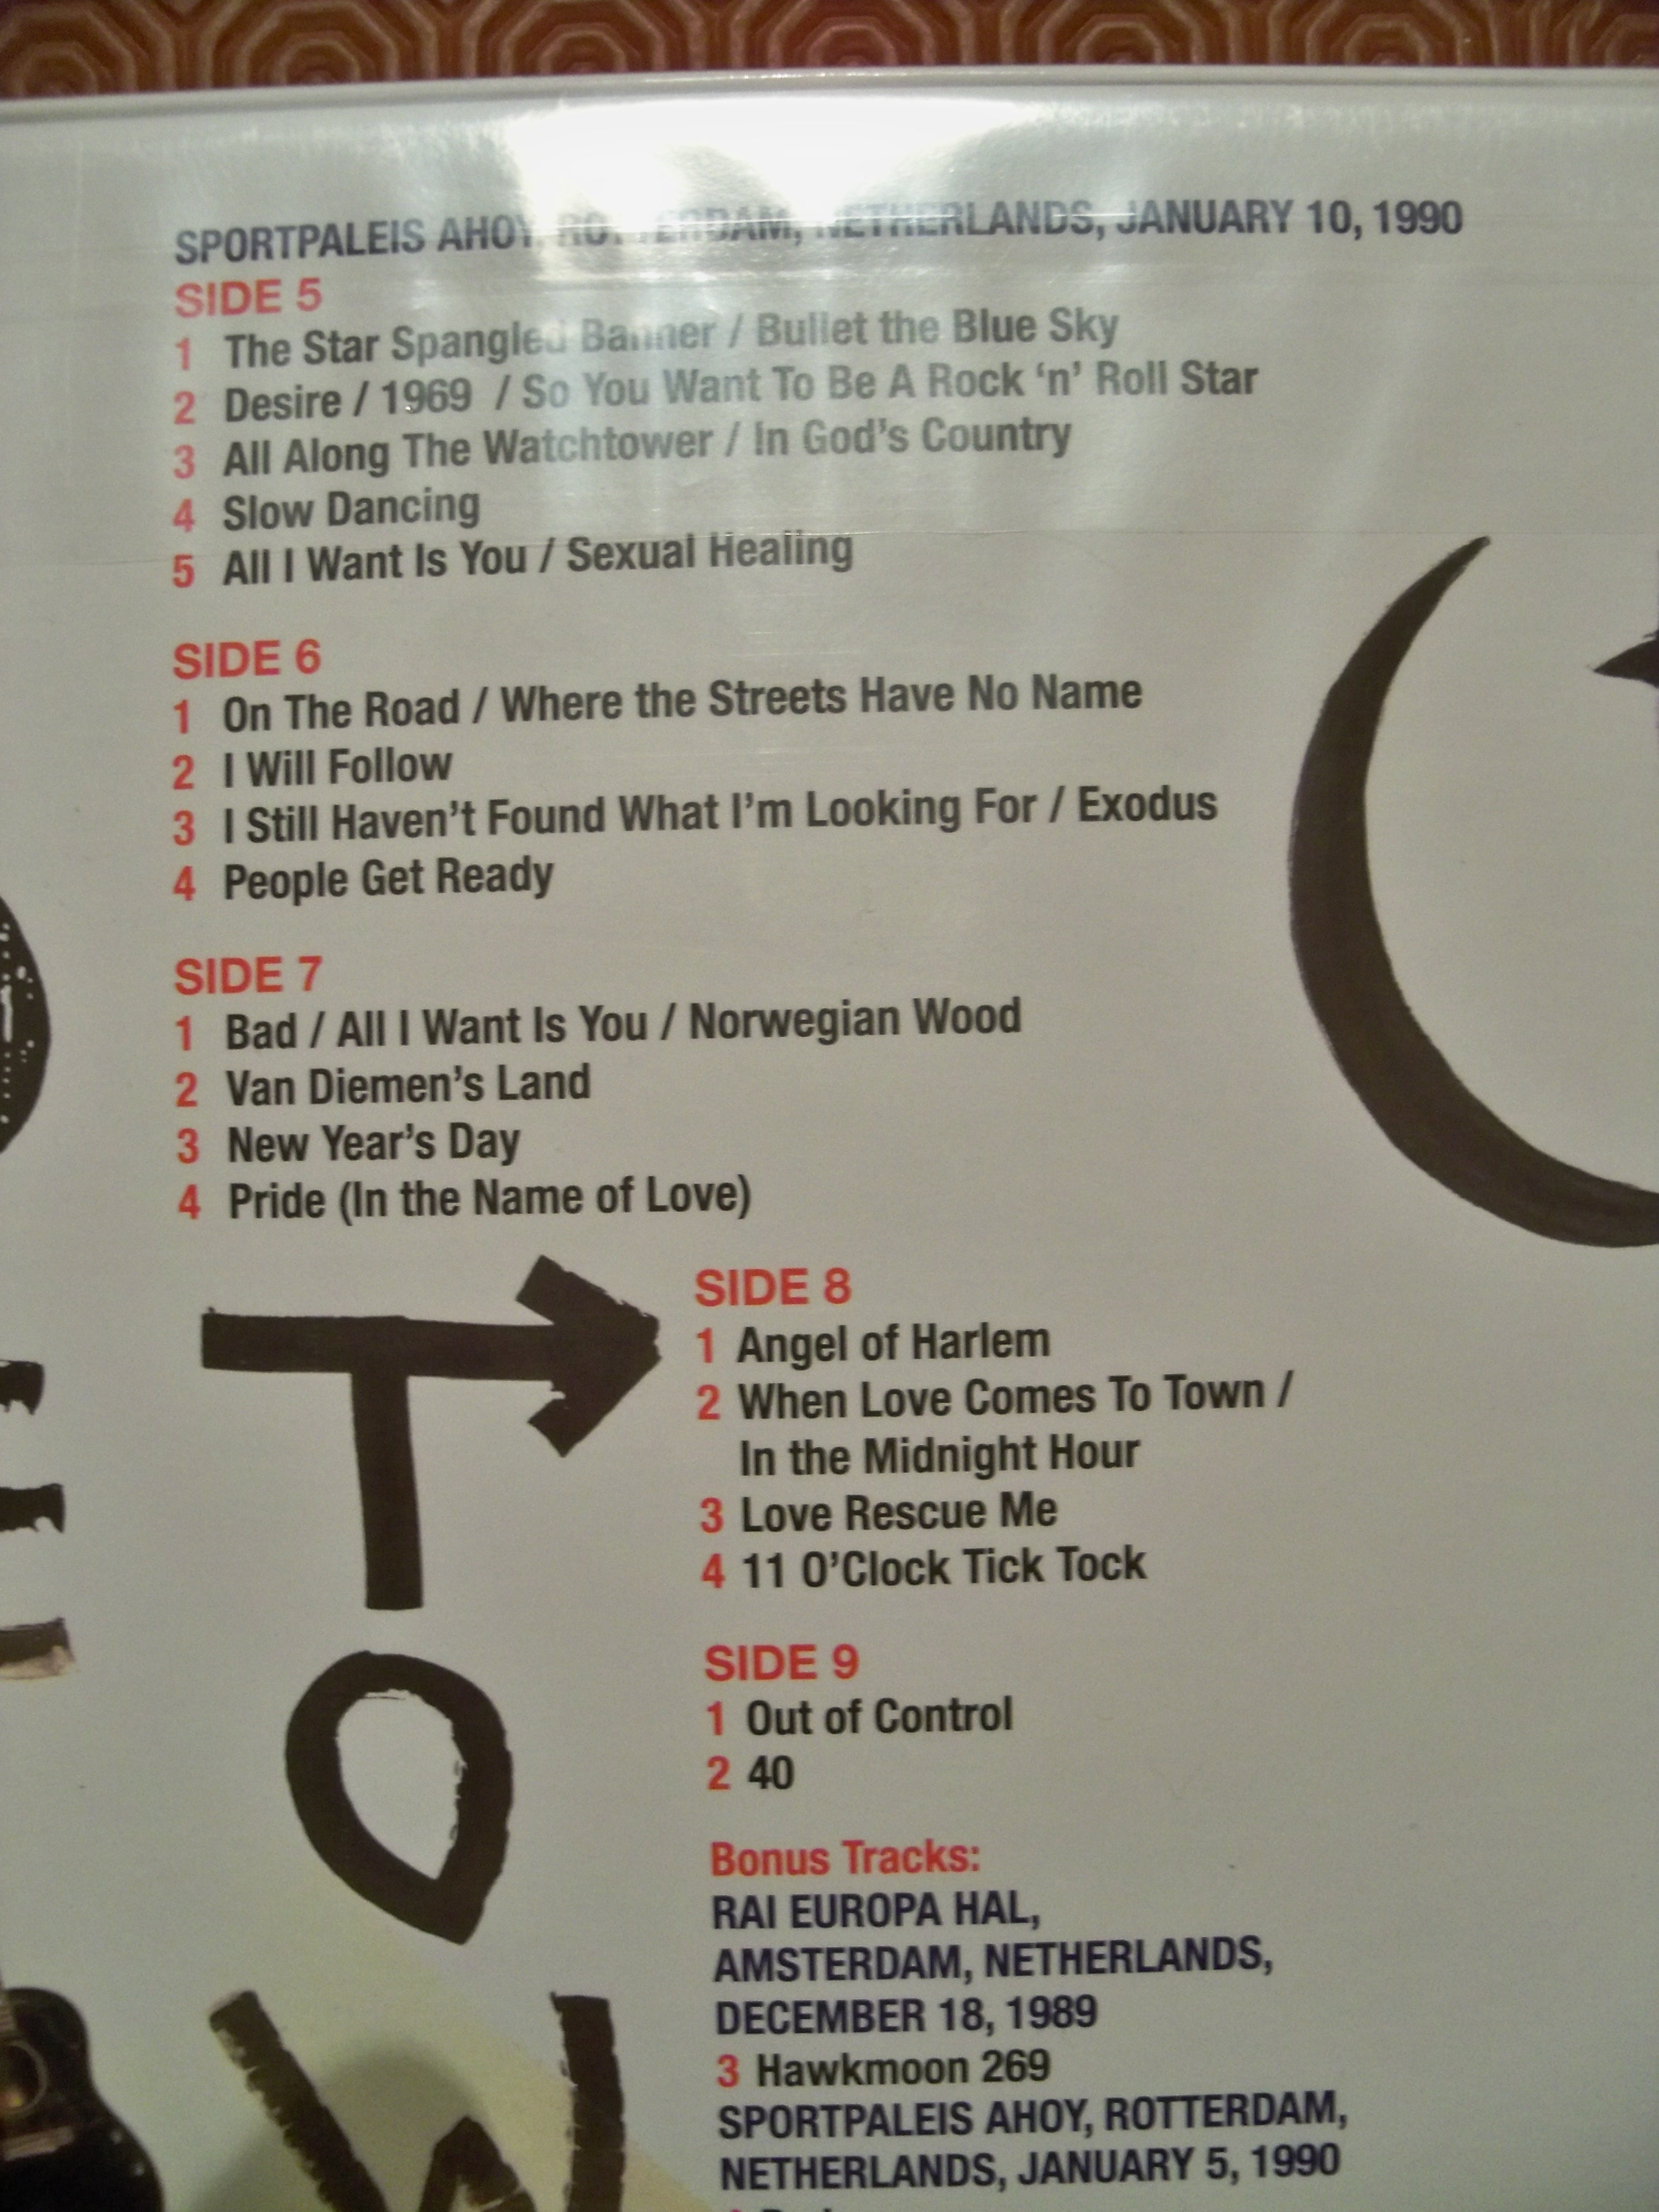 SPORTPALEIS AHOY, ROTTERDAM, NETHERLANDS, JANUARY 10, 1990
SIDE 5
1 The Star Spangled Banner / Bullet the Blue Sky
2 Desire / 1969 / So You Want To Be A Rock ‘n’ Roll Star
3 All Along The Watchtower / In God’s Country
4 Slow Dancing
5 All I Want Is You / Sexual Healing
SIDE 6
1 On The Road / Where the Streets Have No Name
2 I Will Follow
3 I Still Haven’t Found What I’m Looking For / Exodus
4 People Get Ready
SIDE 7
1 Bad / All I Want Is You / Norwegian Wood
2 Van Diemen’s Land
3 New Year’s Day
4 Pride (In the Name of Love)
SIDE 8
1 Angel of Harlem
2 When Love Comes To Town /
In the Midnight Hour
3 Love Rescue Me
4 11 O’Clock Tick Tock
SIDE 9
1 Out of Control
2 40
Bonus Tracks:
RAI EUROPA HAL,
AMSTERDAM, NETHERLANDS,
DECEMBER 18, 1989
3 Hawkmoon 269
SPORTPALEIS AHOY, ROTTERDAM,
NETHERLANDS, JANUARY 5, 1990
T
O
W